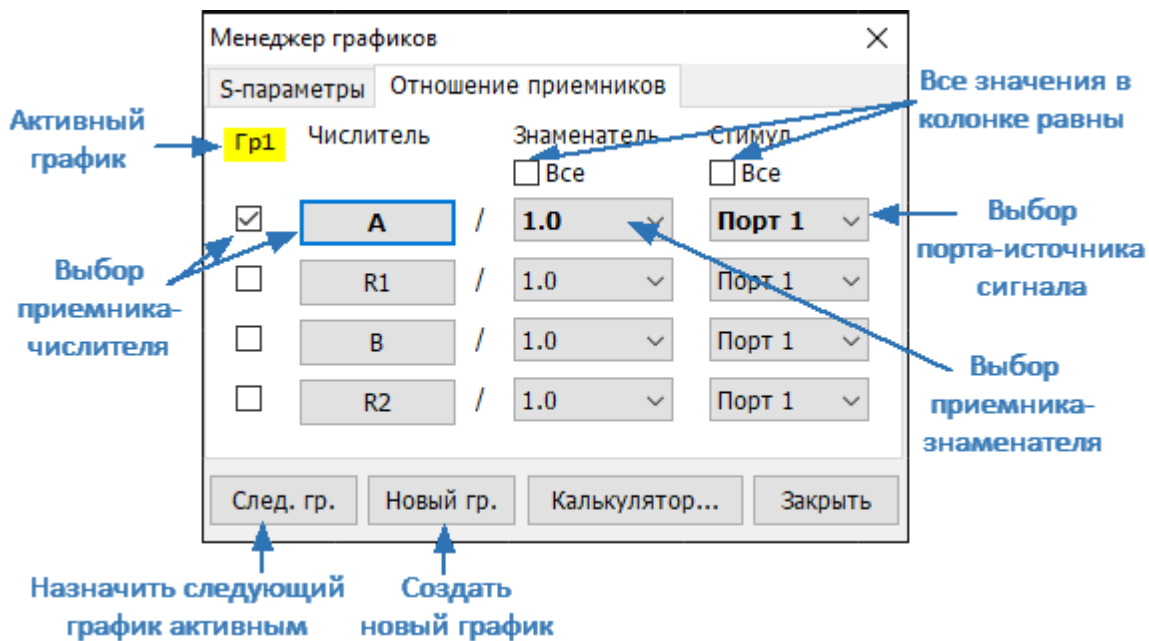 Менеджер графиков
S-параметры Отношение приемников
Все значения в
колонке равны
Активный
график
Гр1 Числитель Знаменатель Стимул
Все Все
A / 1.0 Порт 1
Выбор
порта-источника
сигнала
Выбор
приемника-
числителя
R1 / 1.0 Порт 1
B / 1.0 Порт 1
R2 / 1.0 Порт 1
Выбор
приемника-
знаменателя
След. гр. Новый гр. Калькулятор... Закрыть
Назначить следующий
график активным
Создать
новый график